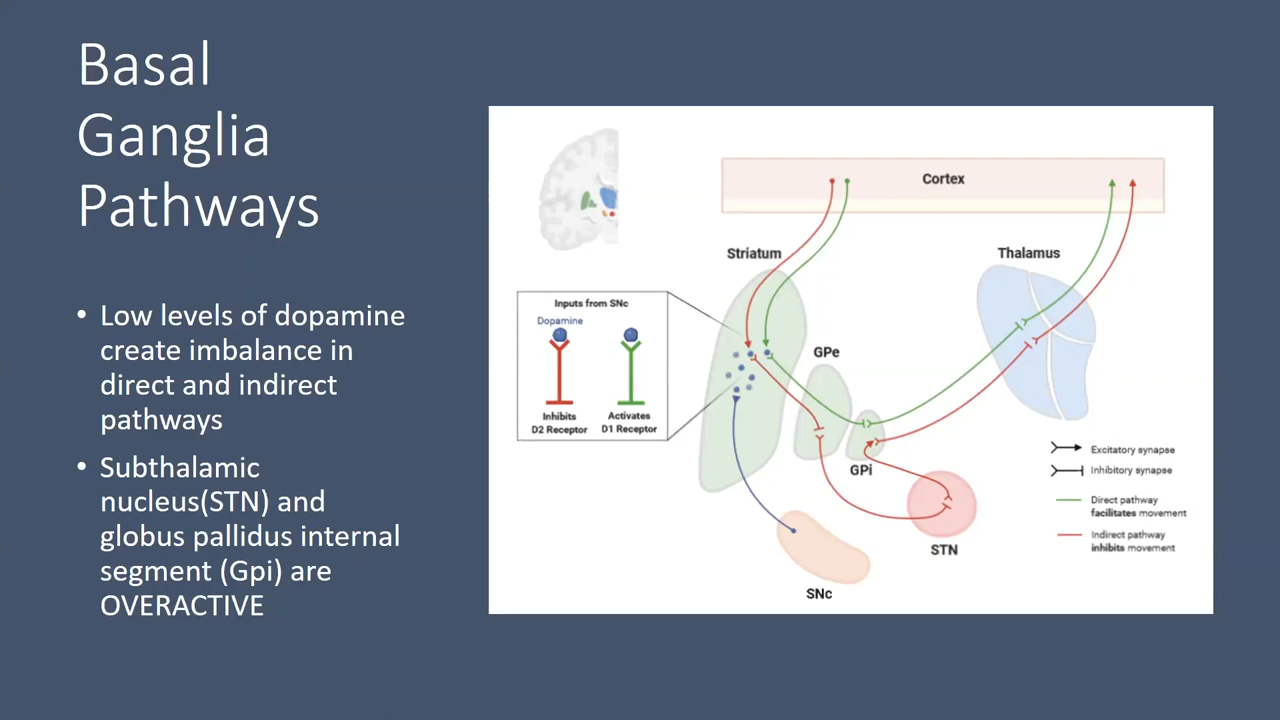 Basal
Ganglia
Pathways
• Low levels of dopamine
create imbalance in
direct and indirect
pathways
• Subthalamic
nucleus(STN) and
globus pallidus internal
segment (Gpi) are
OVERACTIVE
Cortex
Striatum
Thalamus
Inputs from SNc
Dopamine
Inhibits
D2 Receptor
Activates
D1 Receptor
GPe
GPi
STN
SNc
Excitatory synapse
Inhibitory synapse
Direct pathway
facilitates movement
Indirect pathway
inhibits movement